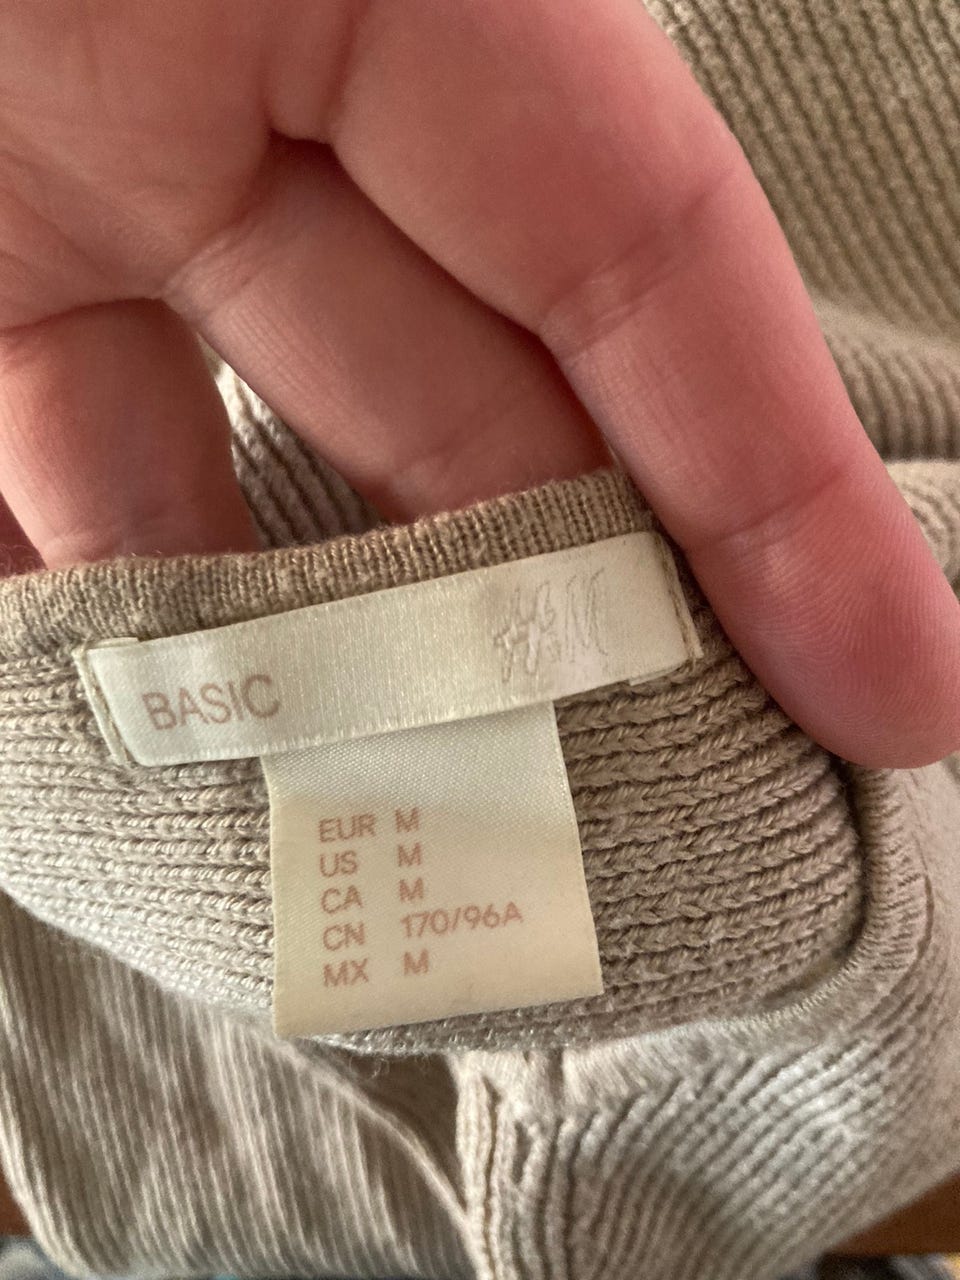 BASIC H&M
EUR M
US M
CA M
CN 170/96A
MX M